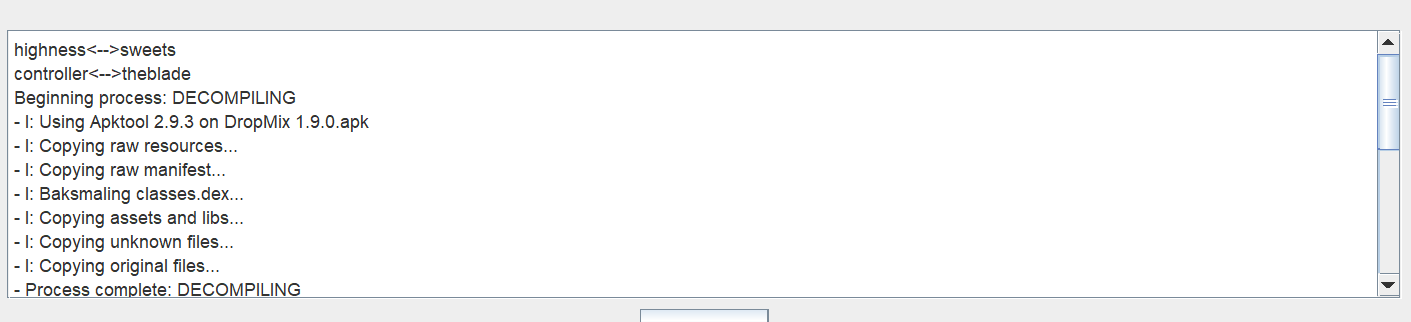 highness<-->sweets
controller<-->theblade
Beginning process: DECOMPILING
- I: Using Apktool 2.9.3 on DropMix 1.9.0.apk
- I: Copying raw resources...
- I: Copying raw manifest...
- I: Baksmaling classes.dex...
- I: Copying assets and libs...
- I: Copying unknown files...
- I: Copying original files...
- Process complete: DECOMPILING